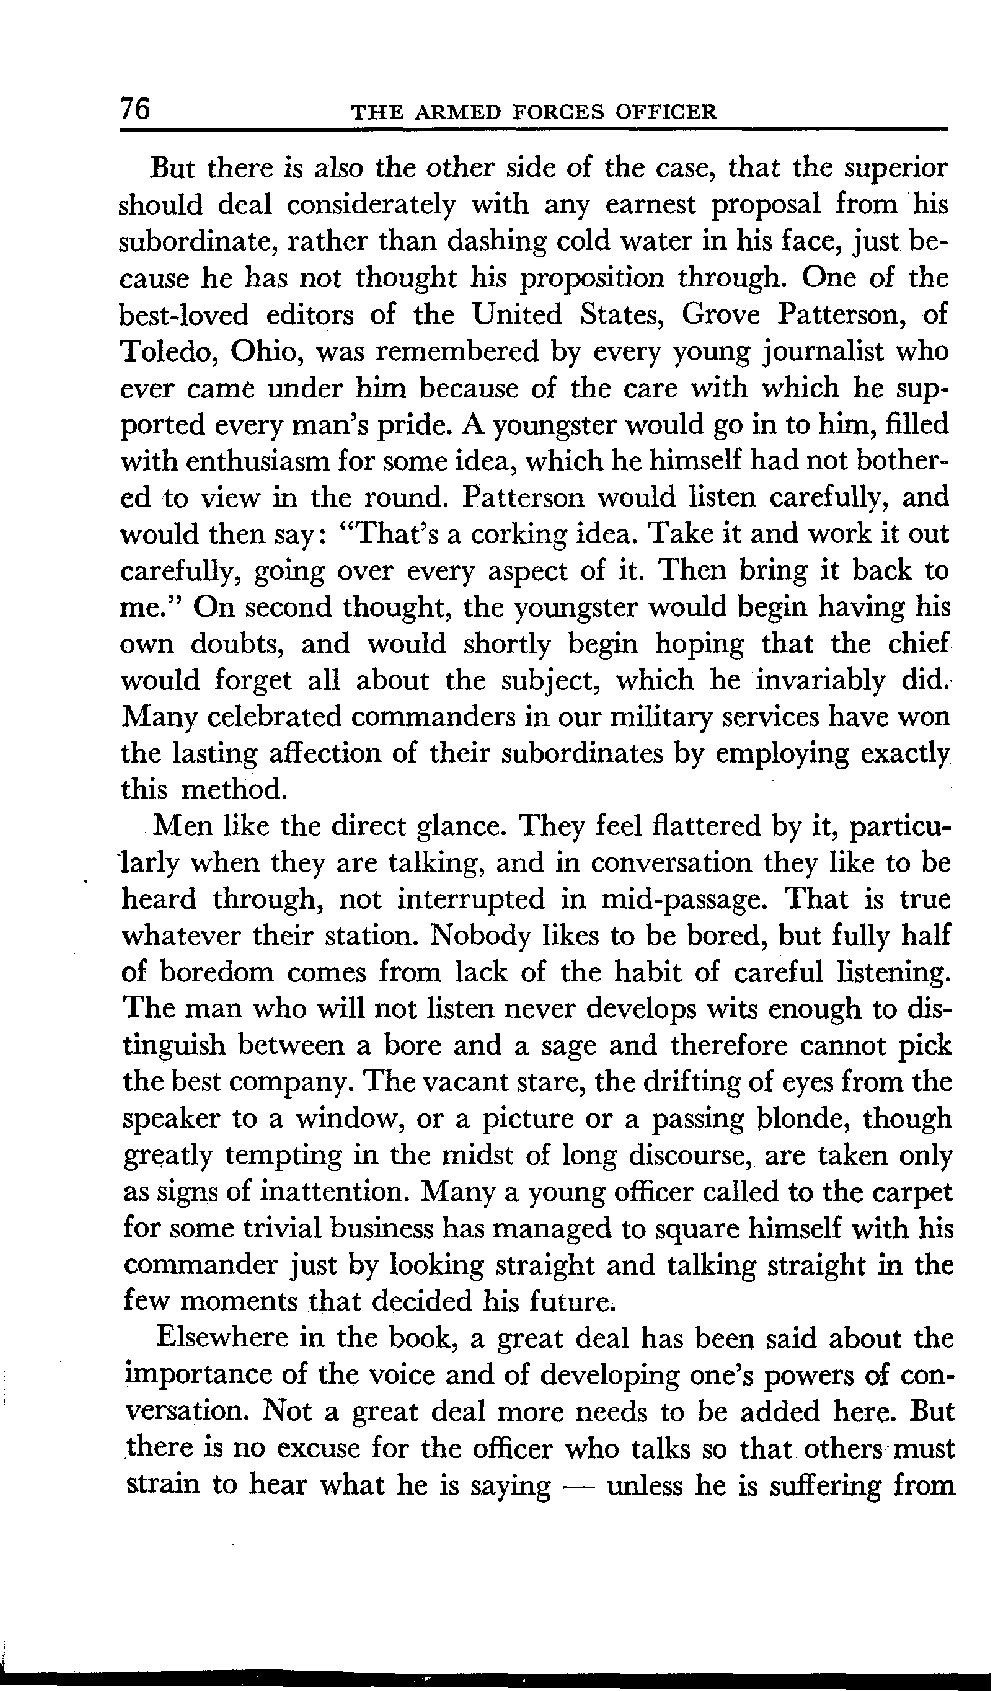 76 THE ARMED FORCES OFFICER
But there is also the other side of the case, that the superior
should deal considerately with any earnest proposal from his
subordinate, rather than dashing cold water in his face, just be-
cause he has not thought his proposition through. One of the
best-loved editors of the United States, Grove Patterson, of
Toledo, Ohio, was remembered by every young journalist who
ever came under him because of the care with which he sup-
ported every man's pride. A youngster would go in to him, filled
with enthusiasm for some idea, which he himself had not bother-
ed to view in the round. Patterson would listen carefully, and
would then say: “That's a corking idea. Take it and work it out
carefully, going over every aspect of it. Then bring it back to
me.” On second thought, the youngster would begin having his
own doubts, and would shortly begin hoping that the chief
would forget all about the subject, which he invariably did.
Many celebrated commanders in our military services have won
the lasting affection of their subordinates by employing exactly
this method.
Men like the direct glance. They feel flattered by it, particu-
larly when they are talking, and in conversation they like to be
heard through, not interrupted in mid-passage. That is true
whatever their station. Nobody likes to be bored, but fully half
of boredom comes from lack of the habit of careful listening.
The man who will not listen never develops wits enough to dis-
tinguish between a bore and a sage and therefore cannot pick
the best company. The vacant stare, the drifting of eyes from the
speaker to a window, or a picture or a passing blonde, though
greatly tempting in the midst of long discourse, are taken only
as signs of inattention. Many a young officer called to the carpet
for some trivial business has managed to square himself with his
commander just by looking straight and talking straight in the
few moments that decided his future.
Elsewhere in the book, a great deal has been said about the
importance of the voice and of developing one's powers of con-
versation. Not a great deal more needs to be added here. But
there is no excuse for the officer who talks so that others must
strain to hear what he is saying — unless he is suffering from